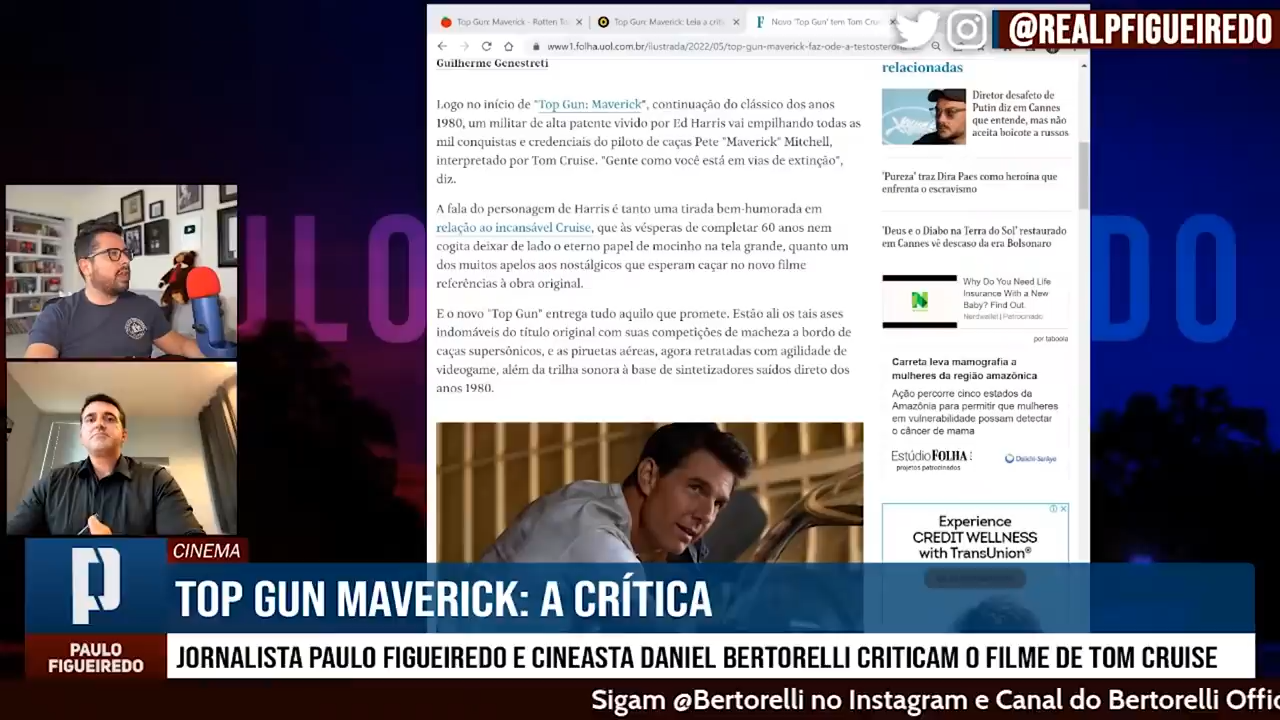 Top Gun: Maverick - Rotten To
Top Gun: Maverick: Leia a crít
Novo 'Top Gun' tem Tom Cru
@REALPFIGUEIREDO
www1.folha.uol.com.br/ilustrada/2022/05/top-gun-maverick-faz-ode-a-testosteron
Guilherme Genestreti
Logo no início de "Top Gun: Maverick", continuação do clássico dos anos
1980, um militar de alta patente vivido por Ed Harris vai empilhando todas as
mil conquistas e credenciais do piloto de caças Pete "Maverick" Mitchell,
interpretado por Tom Cruise. "Gente como você está em vias de extinção",
diz.
A fala do personagem de Harris é tanto uma tirada bem-humorada em
relação ao incansável Cruise, que às vésperas de completar 60 anos nem
cogita deixar de lado o eterno papel de mocinho na tela grande, quanto um
dos muitos apelos aos nostálgicos que esperam caçar no novo filme
referências à obra original.
E o novo "Top Gun" entrega tudo aquilo que promete. Estão ali os tais ases
indomáveis do título original com suas competições de macheza a bordo de
caças supersônicos, e as piruetas aéreas, agora retratadas com agilidade de
videogame, além da trilha sonora à base de sintetizadores saídos direto dos
anos 1980.
relacionadas
Diretor desafeto de
Putin diz em Cannes
que entende, mas não
aceita boicote a russos
'Pureza' traz Dira Paes como heroína que
enfrenta o escravismo
'Deus e o Diabo na Terra do Sol' restaurado
em Cannes vê descaso da era Bolsonaro
Why Do You Need Life
Insurance With a New
Baby? Find Out.
Nerdwallet | Patrocinado
por taboola
Carreta leva mamografia a
mulheres da região amazônica
Ação percorre cinco estados da
Amazônia para permitir que mulheres
em vulnerabilidade possam detectar
o câncer de mama
Estúdio FOLHA:
projetos patrocinados
Daiichi-Sankyo
Experience
CREDIT WELLNESS
with TransUnion®
ULO
DO
CINEMA
TOP GUN MAVERICK: A CRÍTICA
PAULO
FIGUEIREDO
JORNALISTA PAULO FIGUEIREDO E CINEASTA DANIEL BERTORELLI CRITICAM O FILME DE TOM CRUISE
Sigam @Bertorelli no Instagram e Canal do Bertorelli Offic